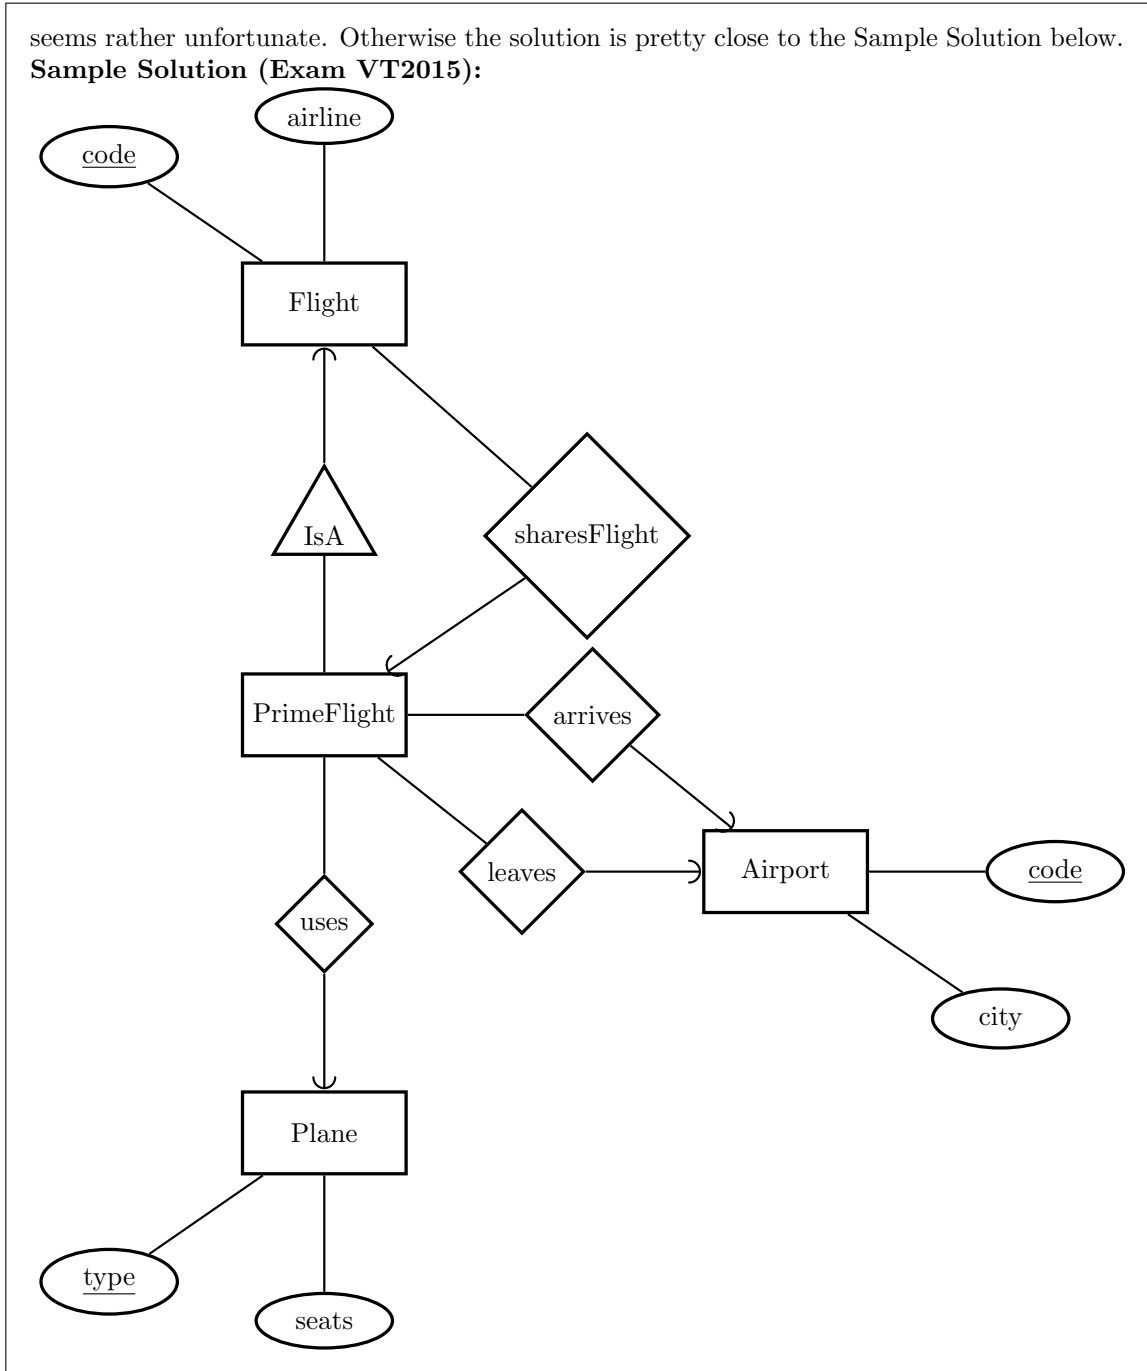 seems rather unfortunate. Otherwise the solution is pretty close to the Sample Solution below.
Sample Solution (Exam VT2015):
airline
code
Flight
IsA
sharesFlight
PrimeFlight
arrives
leaves
Airport
code
uses
city
Plane
type
seats